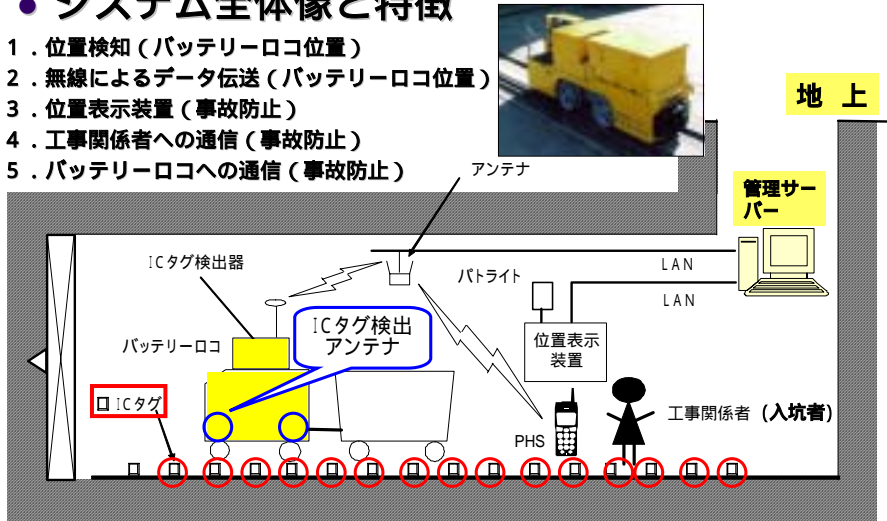 ● システム全体像と特徴
1．位置検知（バッテリーロコ位置）
2．無線によるデータ伝送（バッテリーロコ位置）
3．位置表示装置（事故防止）
4．工事関係者への通信（事故防止）
5．バッテリーロコへの通信（事故防止）
地 上
アンテナ
管理サー
バー
ICタグ検出器
パトライト
LAN
LAN
バッテリーロコ
ICタグ検出
アンテナ
位置表示
装置
ロ ICタグ
PHS
工事関係者 (入坑者)